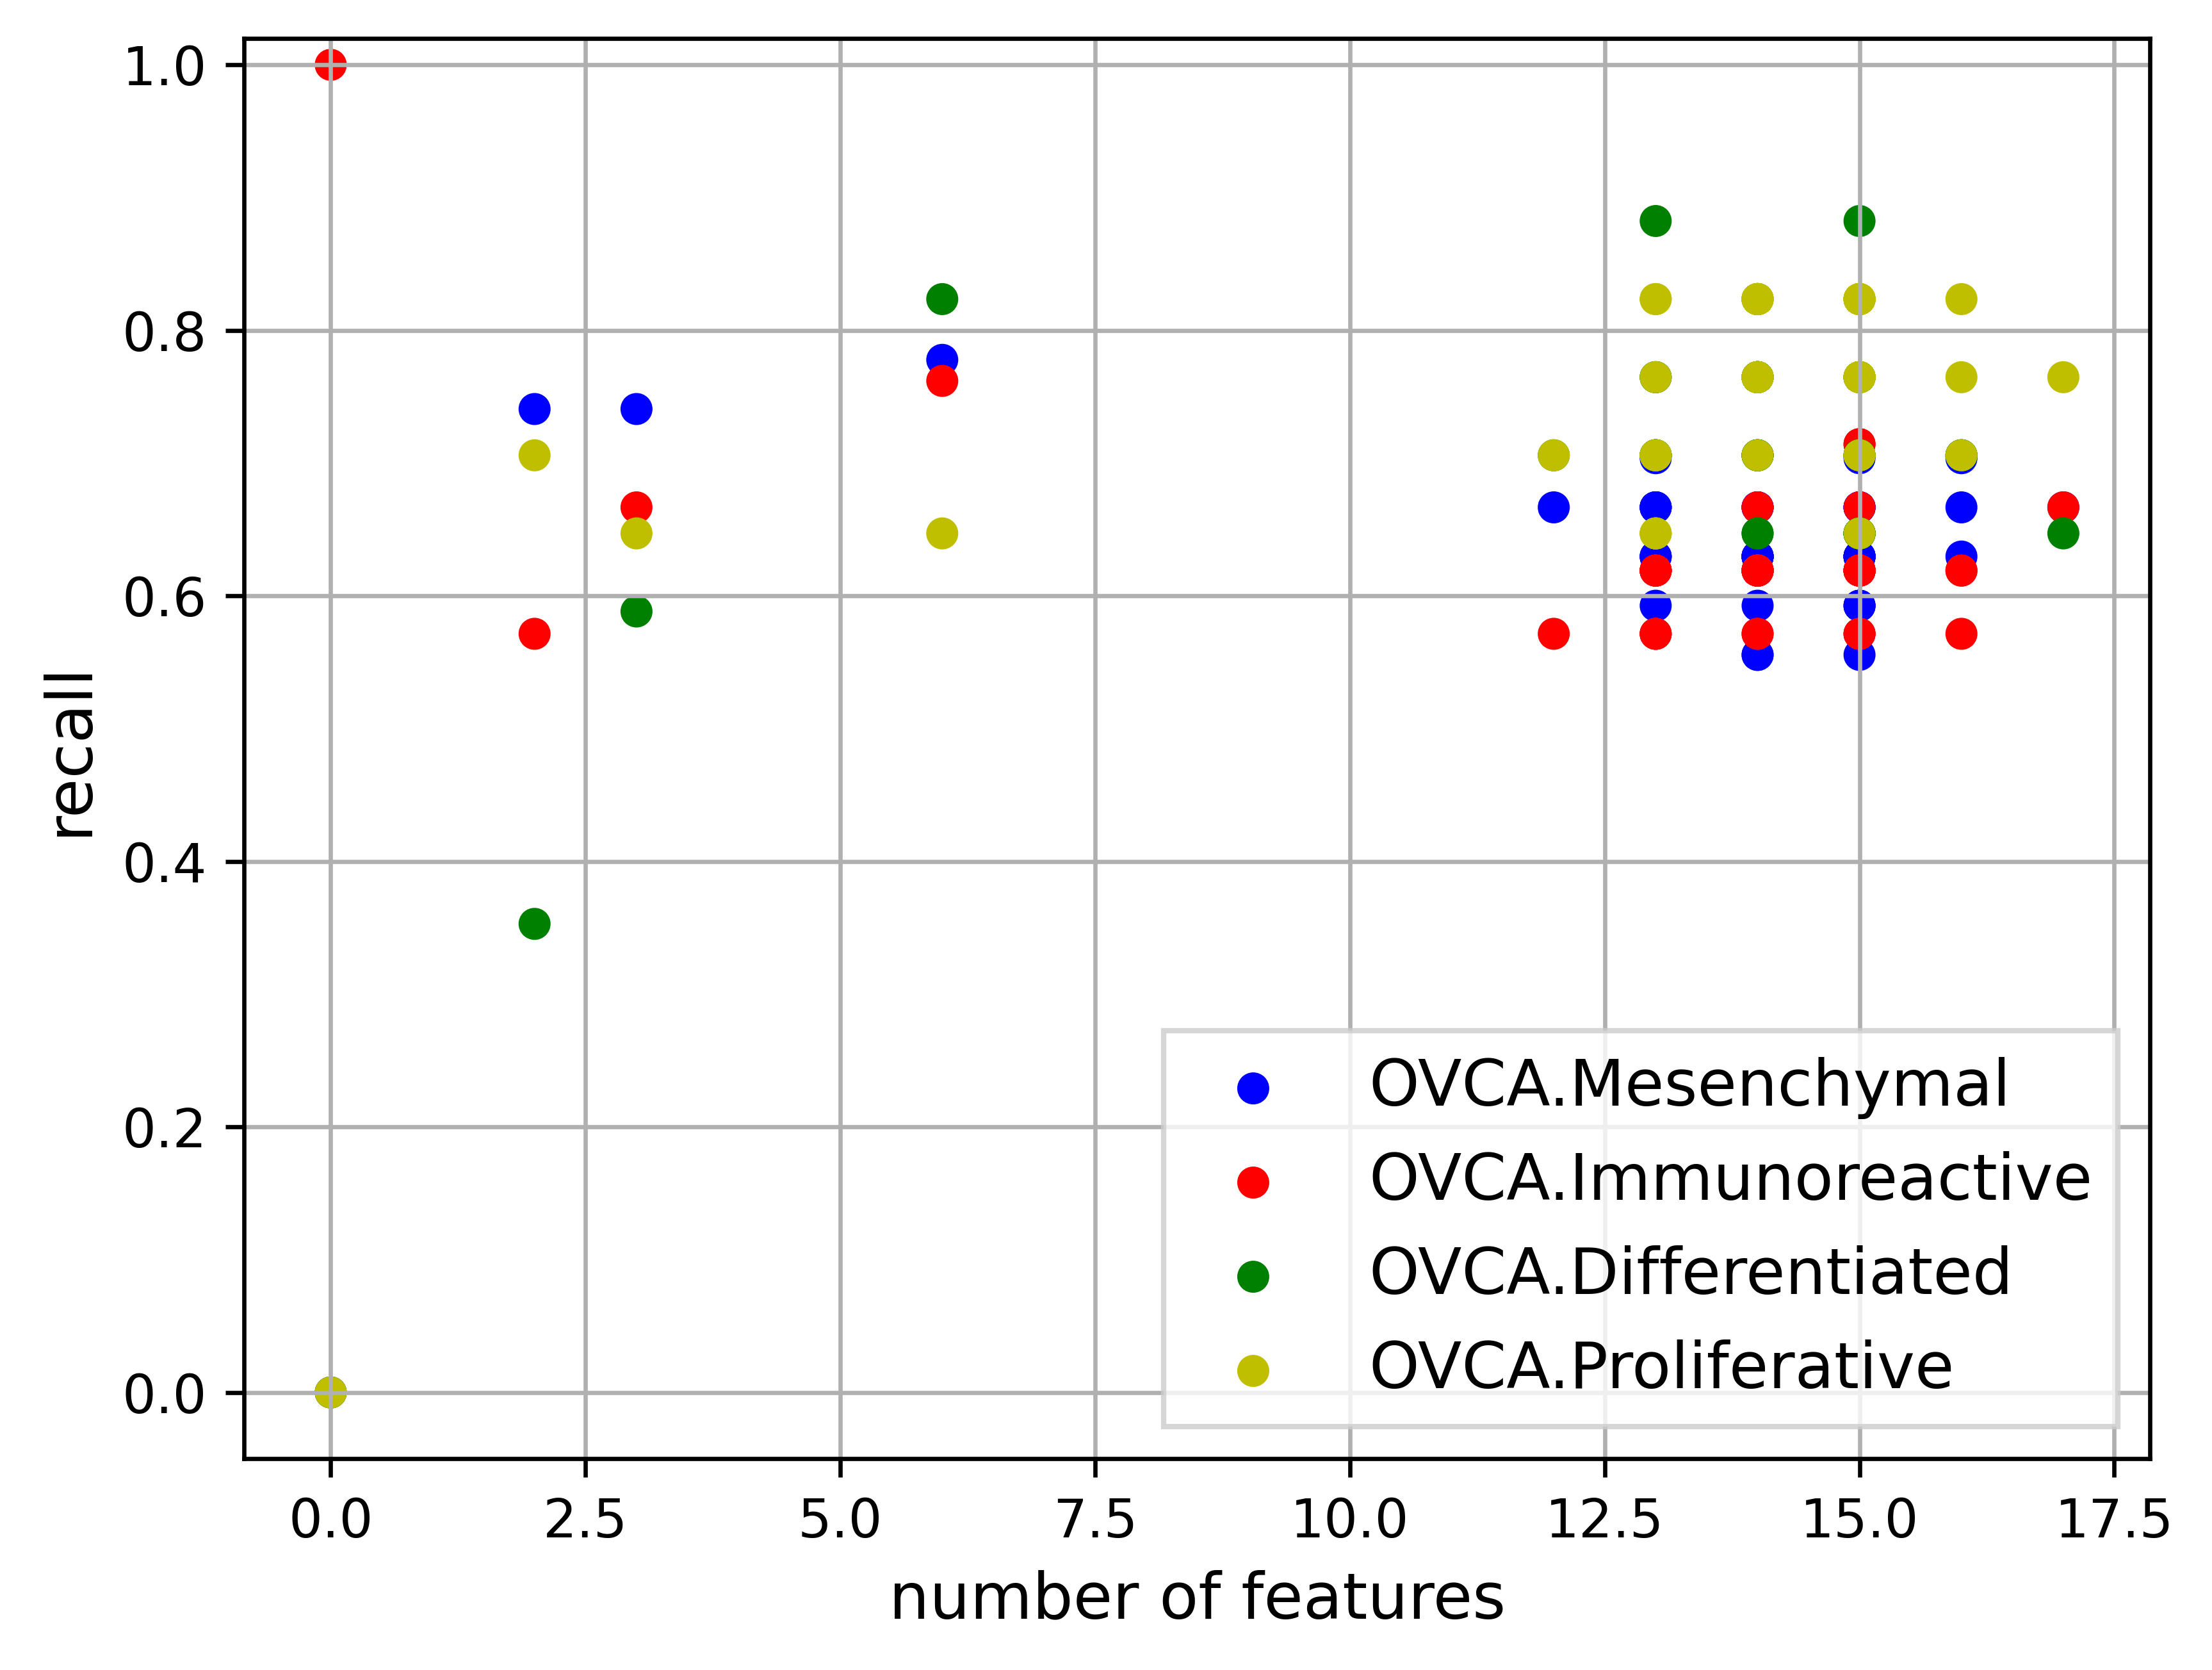 1.0
0.8
0.6
0.4
0.2
0.0
recall
OVCA.Mesenchymal
OVCA.Immunoreactive
OVCA.Differentiated
OVCA.Proliferative
0.0 2.5 5.0 7.5 10.0 12.5 15.0 17.5
number of features